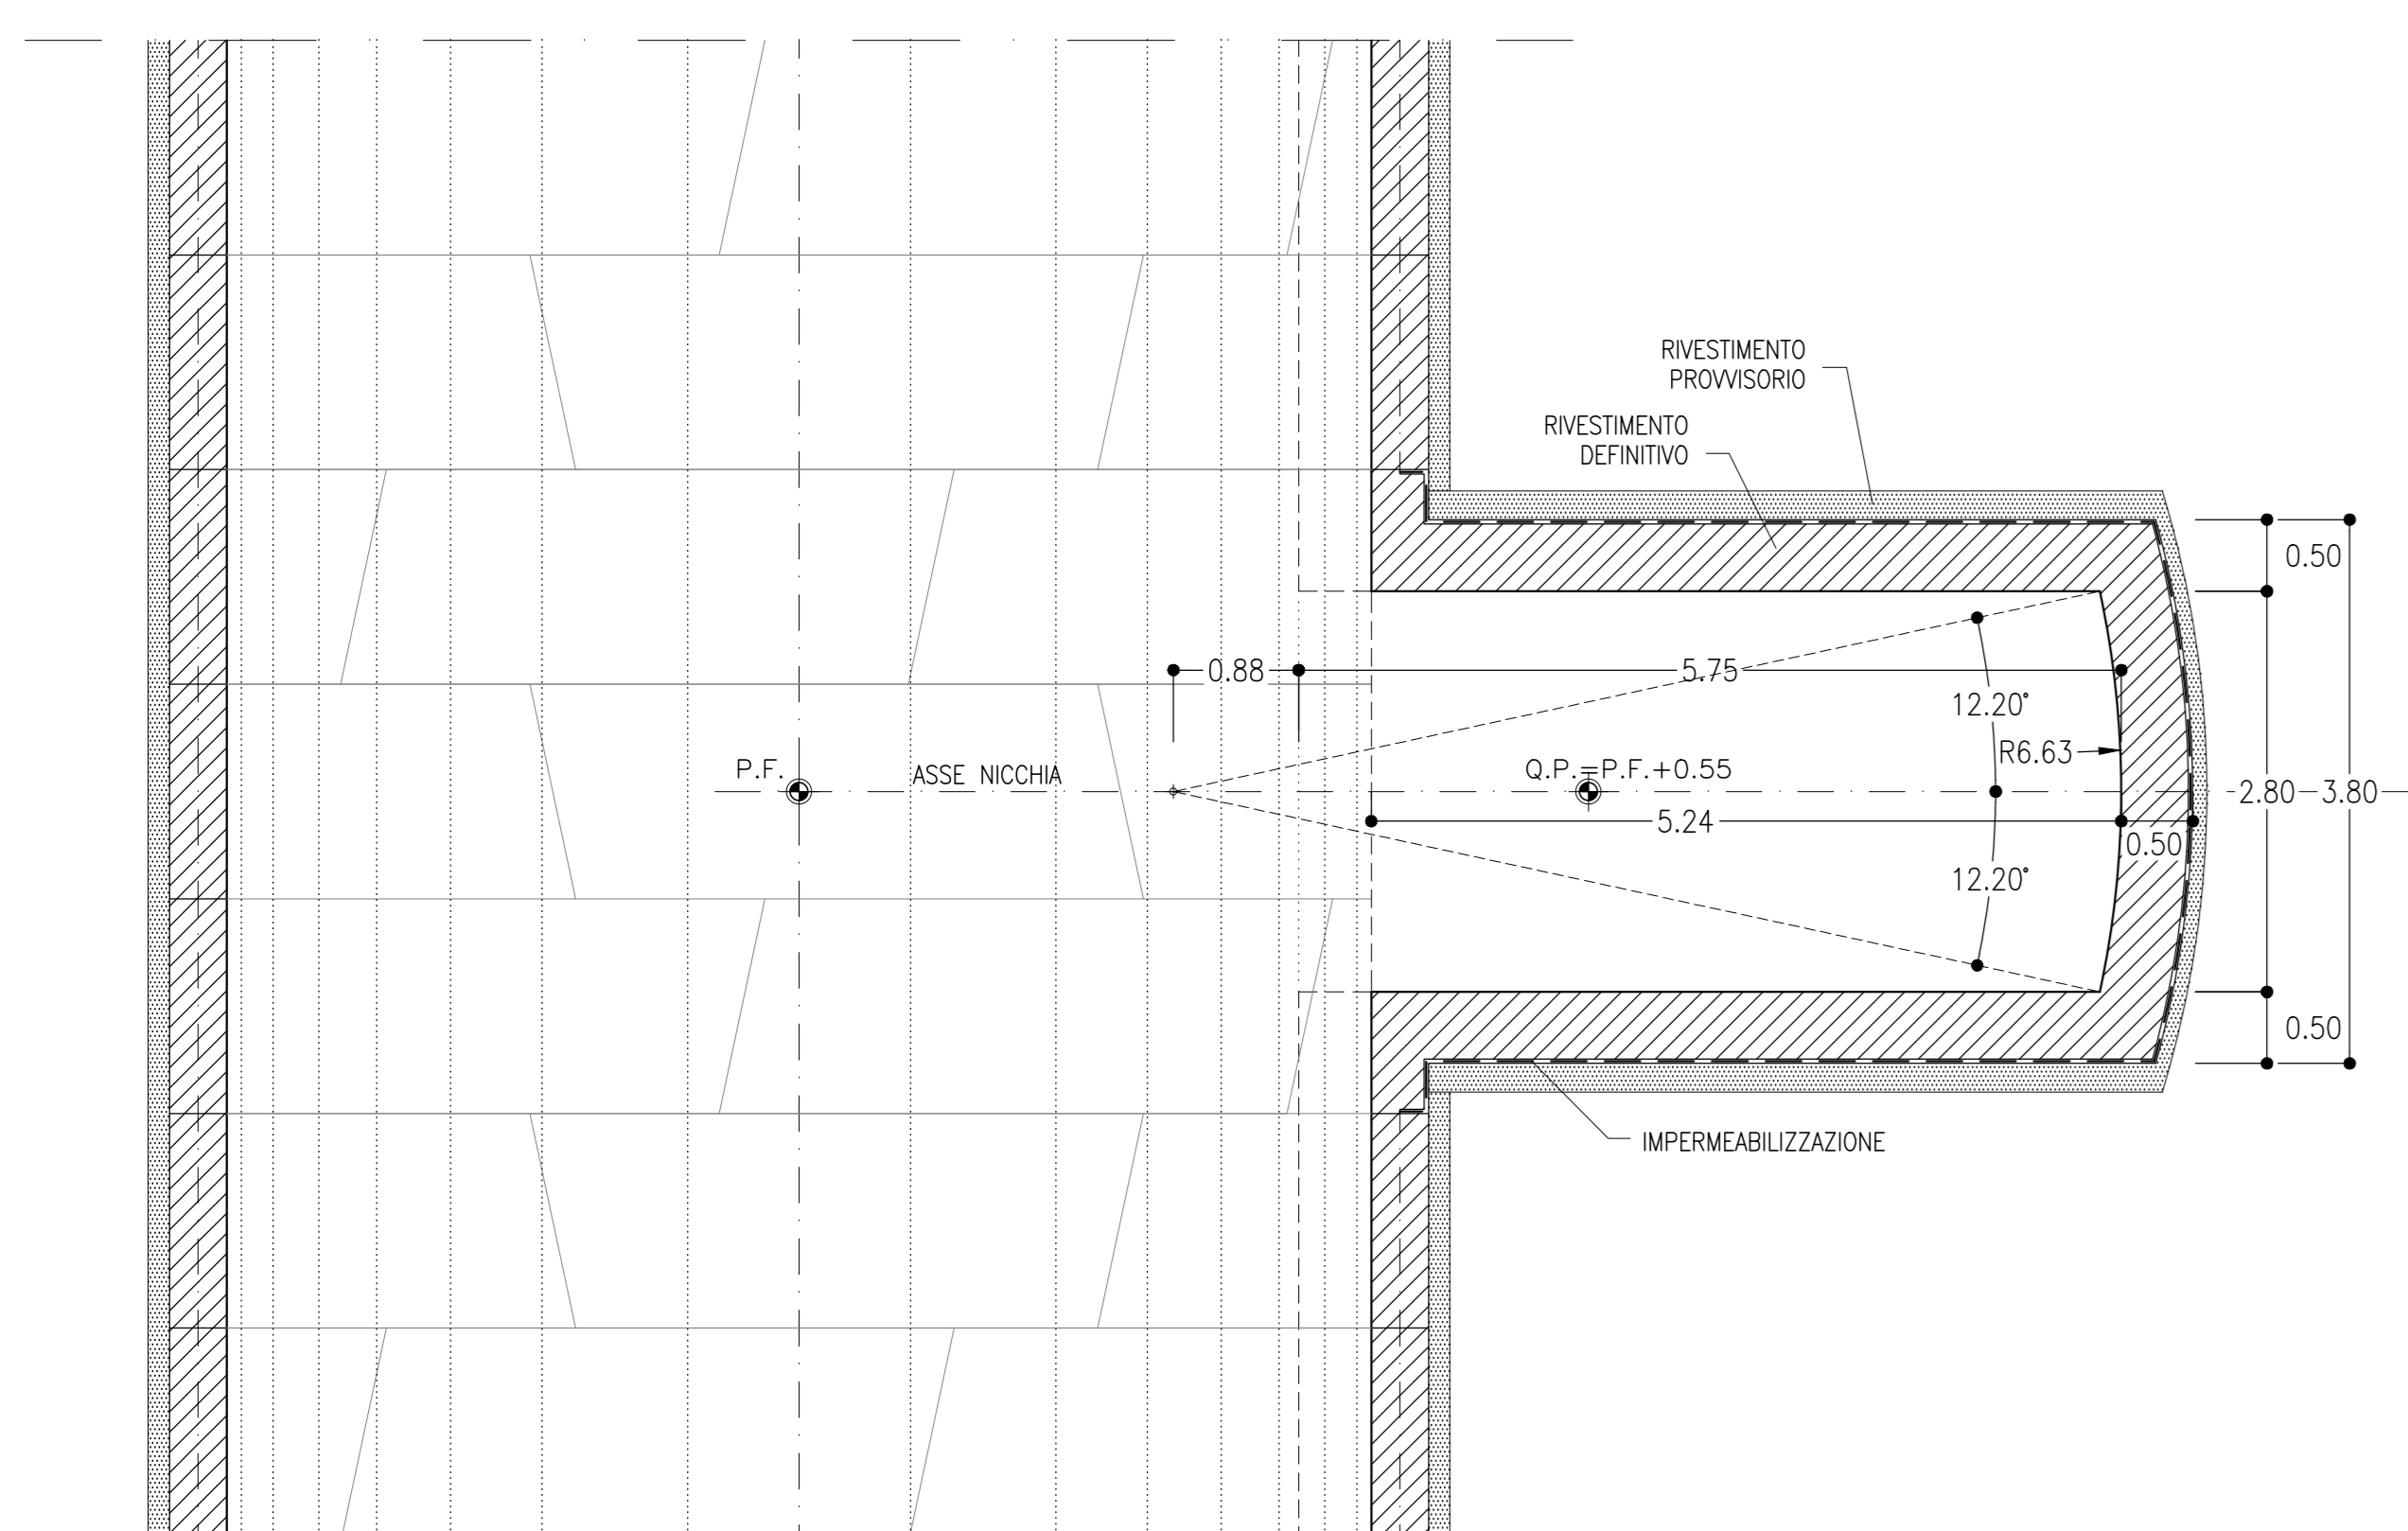 RIVESTIMENTO
PROVVISORIO
RIVESTIMENTO
DEFINITIVO
0.50
0.88
5.75
12.20°
P.F.
ASSE NICCHIA
Q.P.=P.F.+0.55
R6.63
2.80
3.80
5.24
0.50
12.20°
0.50
IMPERMEABILIZZAZIONE